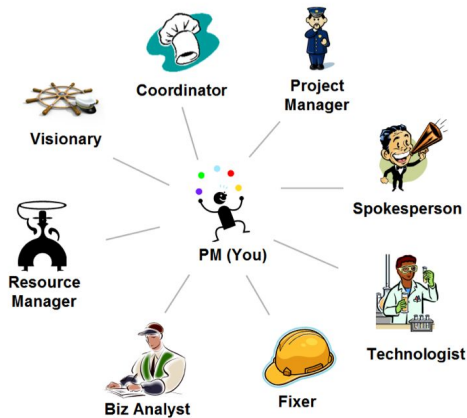 Coordinator
Project
Manager
Visionary
Spokesperson
PM (You)
Resource
Manager
Technologist
Biz Analyst
Fixer